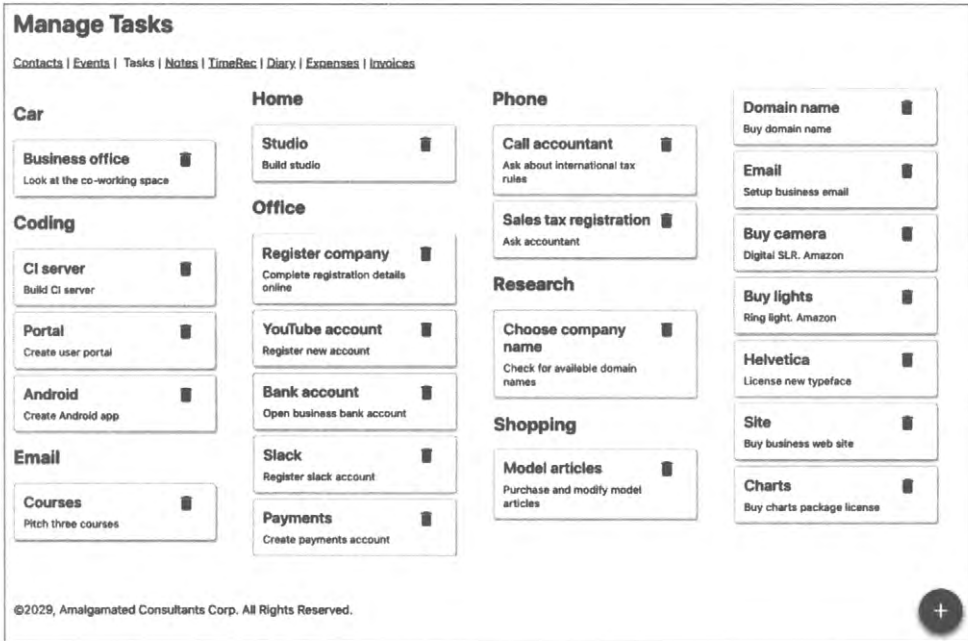 Manage Tasks
Contacts | Events | Tasks | Notes | TimeRec | Diary | Expenses | Invoices
Car
Business office
Look at the co-working space
Coding
CI server
Build CI server
Portal
Create user portal
Android
Create Android app
Email
Courses
Pitch three courses
Home
Studio
Build studio
Office
Register company
Complete registration details
online
YouTube account
Register new account
Bank account
Open business bank account
Slack
Register slack account
Payments
Create payments account
Phone
Call accountant
Ask about international tax
rules
Sales tax registration
Ask accountant
Research
Choose company
name
Check for available domain
names
Shopping
Model articles
Purchase and modify model
articles
Domain name
Buy domain name
Email
Setup business email
Buy camera
Digital SLR. Amazon
Buy lights
Ring light. Amazon
Helvetica
License new typeface
Site
Buy business web site
Charts
Buy charts package license
©2029, Amalgamated Consultants Corp. All Rights Reserved.
+